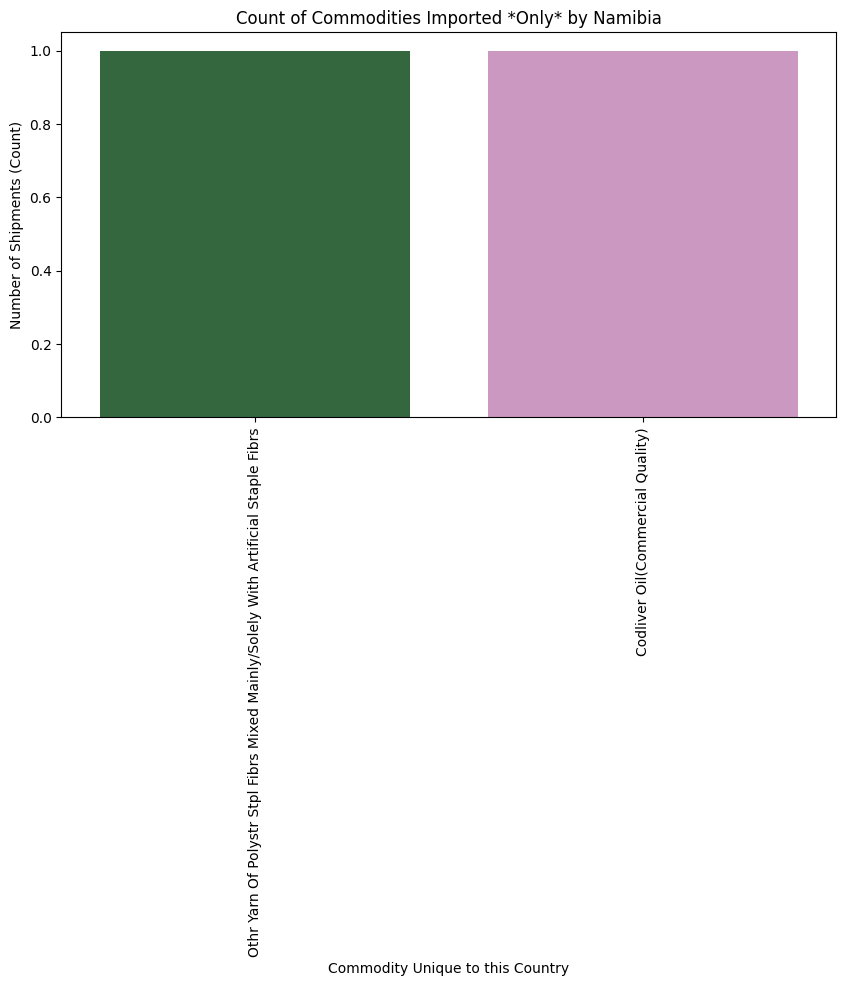 Count of Commodities Imported *Only* by Namibia
Number of Shipments (Count)
1.0
0.8
0.6
0.4
0.2
0.0
Othr Yarn Of Polystr Stpl Fibrs Mixed Mainly/Solely With Artificial Staple Fibrs
Codliver Oil(Commercial Quality)
Commodity Unique to this Country